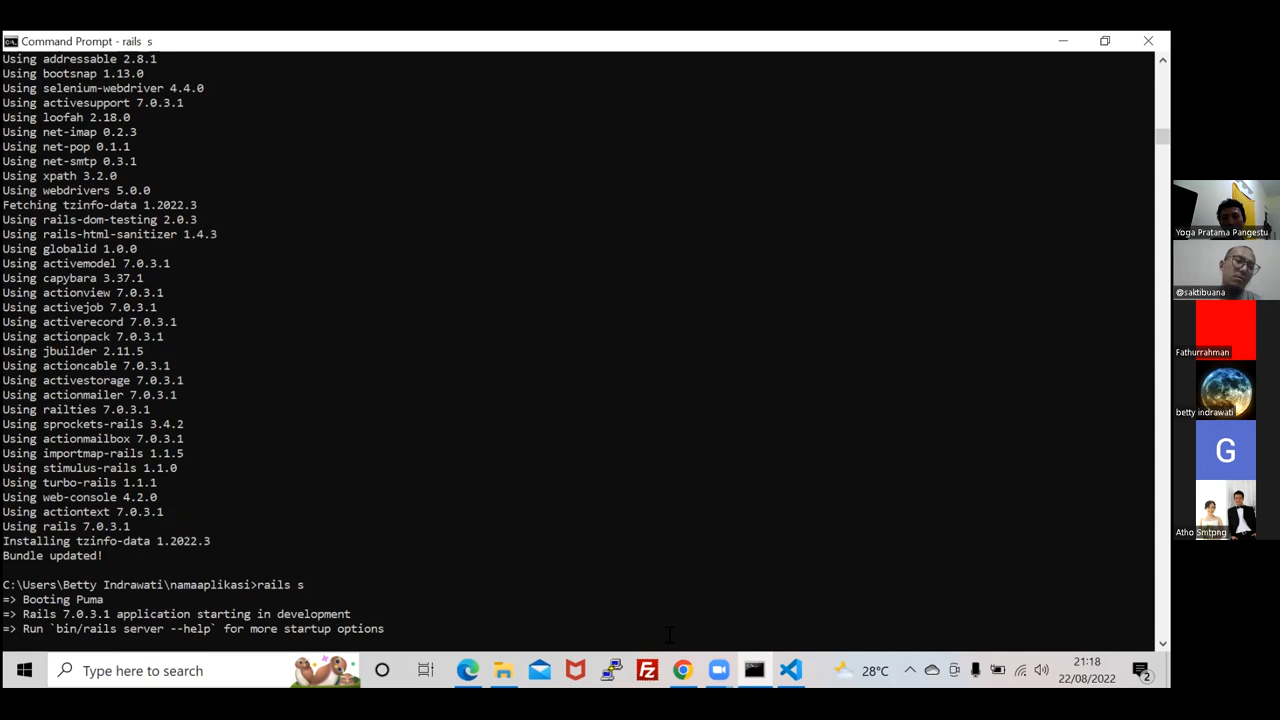 Command Prompt - rails  s
Using addressable 2.8.1
Using bootsnap 1.13.0
Using selenium-webdriver 4.4.0
Using activesupport 7.0.3.1
Using loofah 2.18.0
Using net-imap 0.2.3
Using net-pop 0.1.1
Using net-smtp 0.3.1
Using xpath 3.2.0
Using webdrivers 5.0.0
Fetching tzinfo-data 1.2022.3
Using rails-dom-testing 2.0.3
Using rails-html-sanitizer 1.4.3
Using globalid 1.0.0
Using activemodel 7.0.3.1
Using capybara 3.37.1
Using actionview 7.0.3.1
Using activejob 7.0.3.1
Using activerecord 7.0.3.1
Using actionpack 7.0.3.1
Using jbuilder 2.11.5
Using actioncable 7.0.3.1
Using activestorage 7.0.3.1
Using actionmailer 7.0.3.1
Using railties 7.0.3.1
Using sprockets-rails 3.4.2
Using actionmailbox 7.0.3.1
Using importmap-rails 1.1.5
Using stimulus-rails 1.1.0
Using turbo-rails 1.1.1
Using web-console 4.2.0
Using actiontext 7.0.3.1
Using rails 7.0.3.1
Installing tzinfo-data 1.2022.3
Bundle updated!
C:\Users\Betty Indrawati\namaaplikasi>rails s
=> Booting Puma
=> Rails 7.0.3.1 application starting in development
=> Run `bin/rails server --help` for more startup options
Yoga Pratama Pangestu
@saktibuana
Fathurrahman
betty indrawati
G
Atho Smtpng
Type here to search
Fz
28°C
21:18
22/08/2022
2